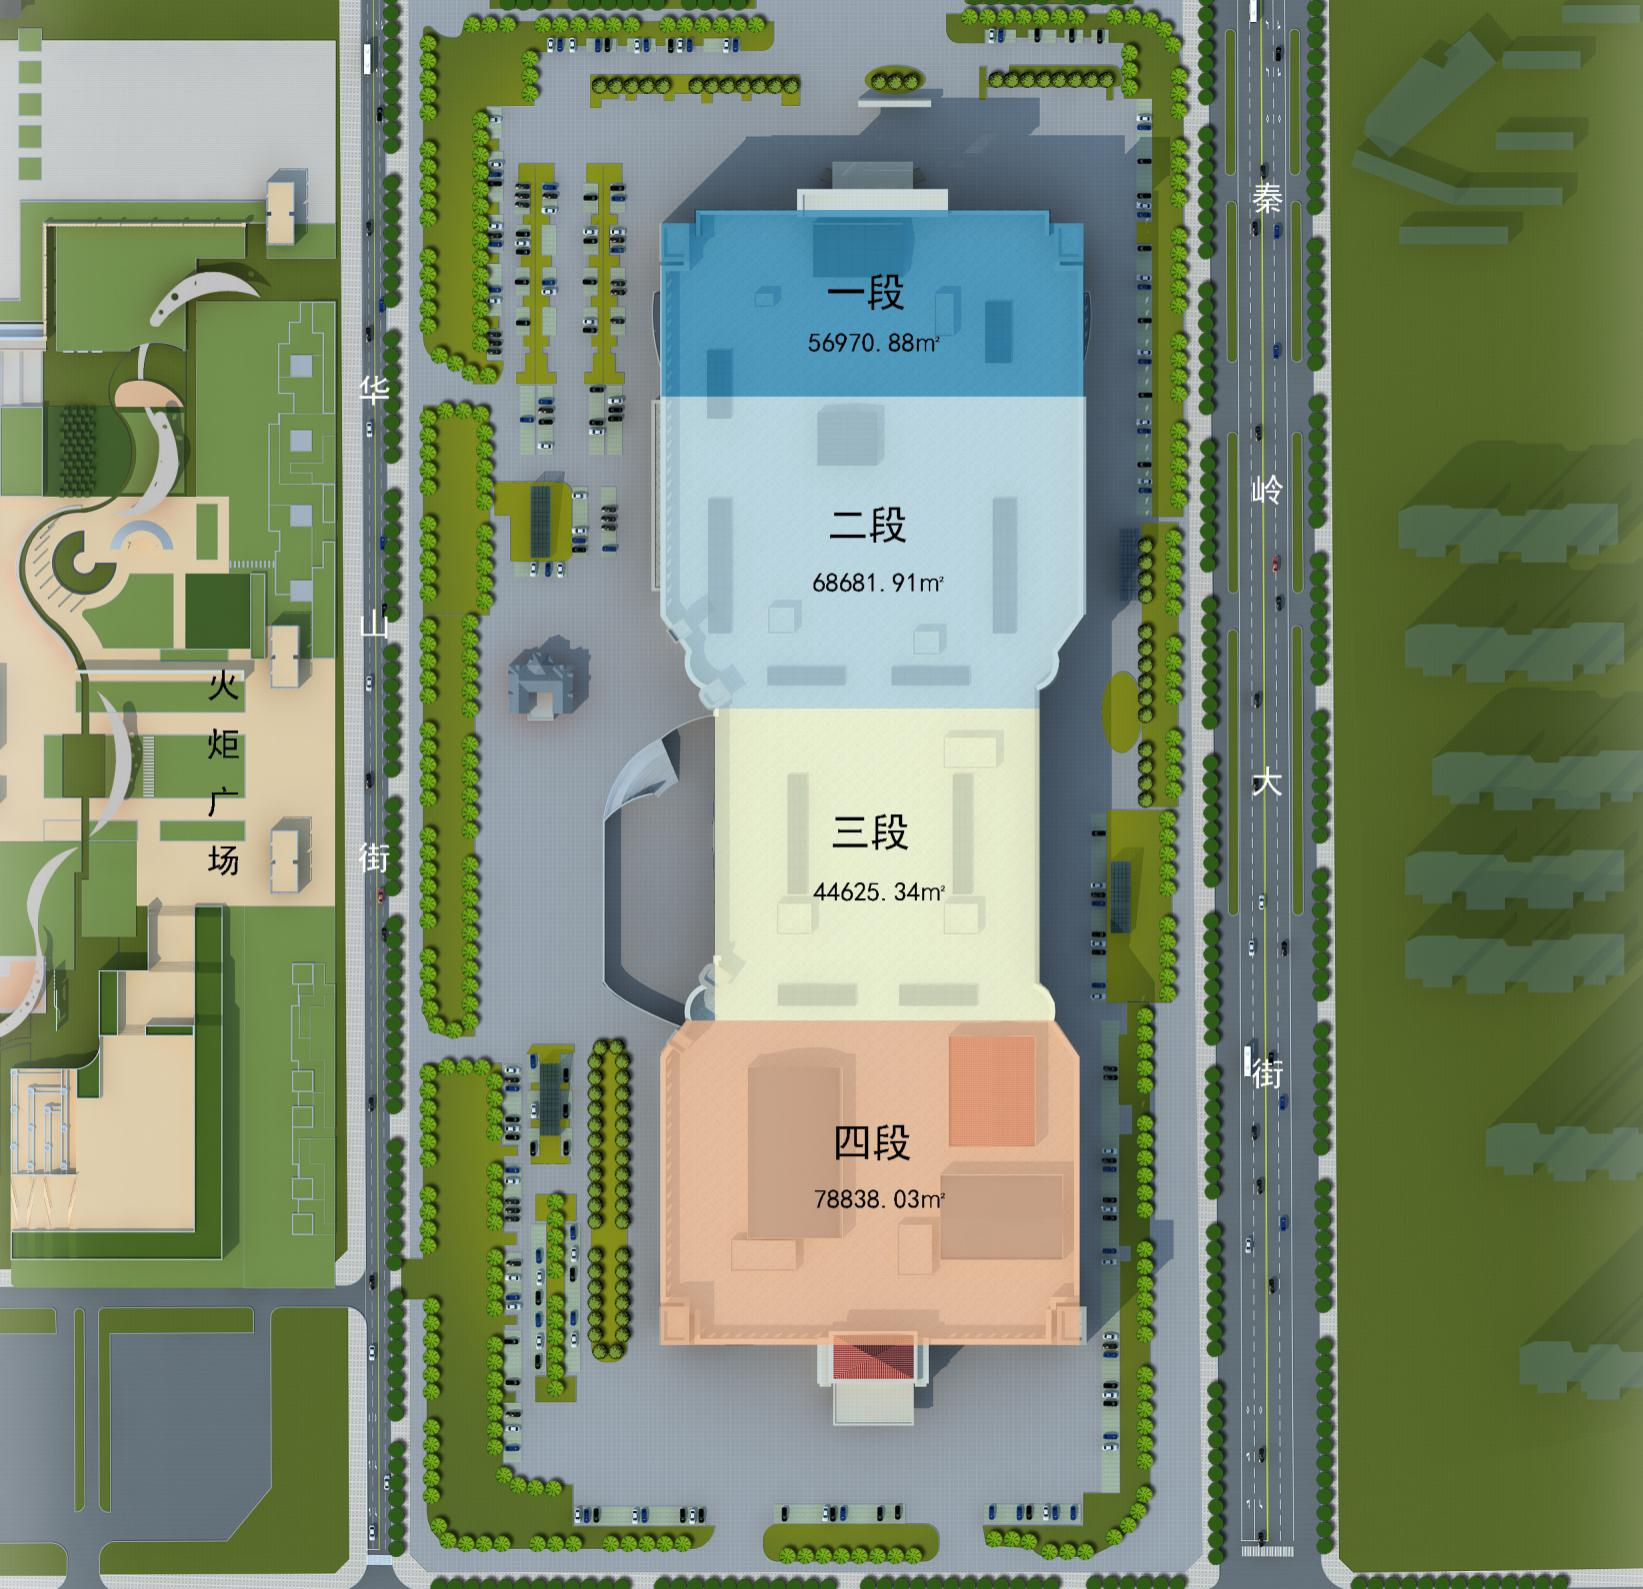 秦岭大街
华山街
火炬广场
一段
56970.88㎡
二段
68681.91㎡
三段
44625.34㎡
四段
78838.03㎡